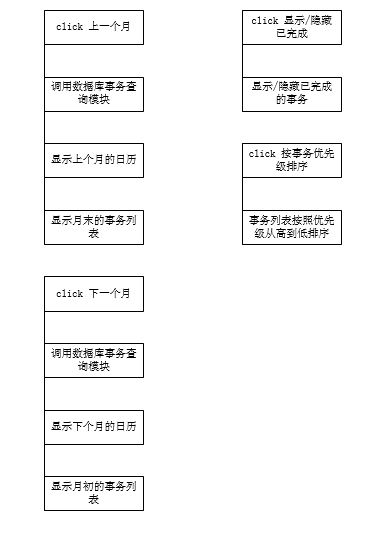 click 上一个月
调用数据库事务查
询模块
显示上个月的日历
显示月末的事务列
表
click 下一个月
调用数据库事务查
询模块
显示下个月的日历
显示月初的事务列
表
click 显示/隐藏
已完成
显示/隐藏已完成
的事务
click 按事务优先
级排序
事务列表按照优先
级从高到低排序